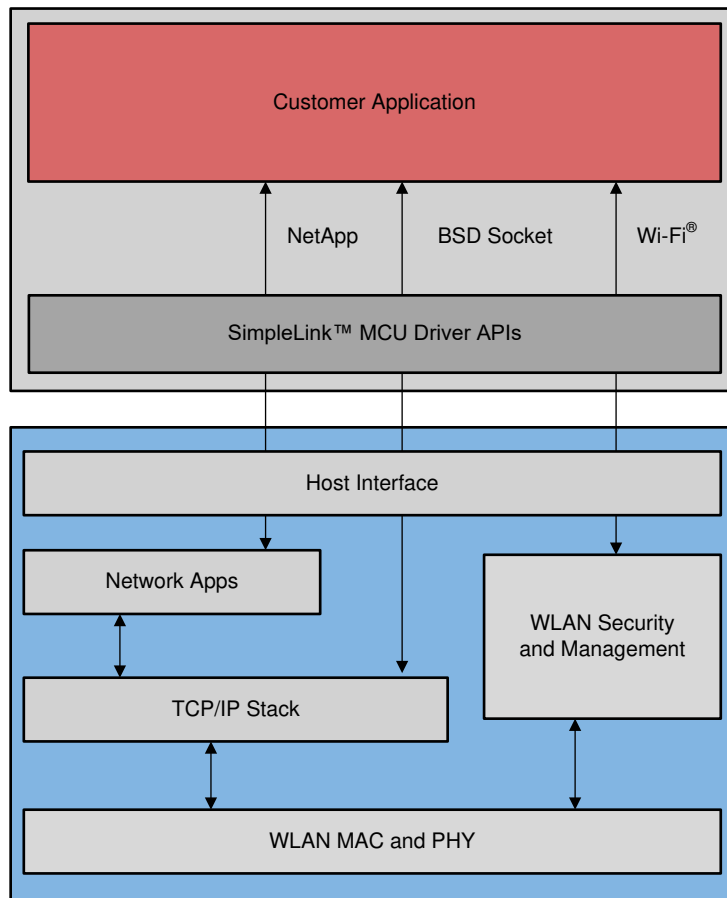 Customer Application
NetApp
BSD Socket
Wi-Fi®
SimpleLink™ MCU Driver APIs
Host Interface
Network Apps
WLAN Security
and Management
TCP/IP Stack
WLAN MAC and PHY